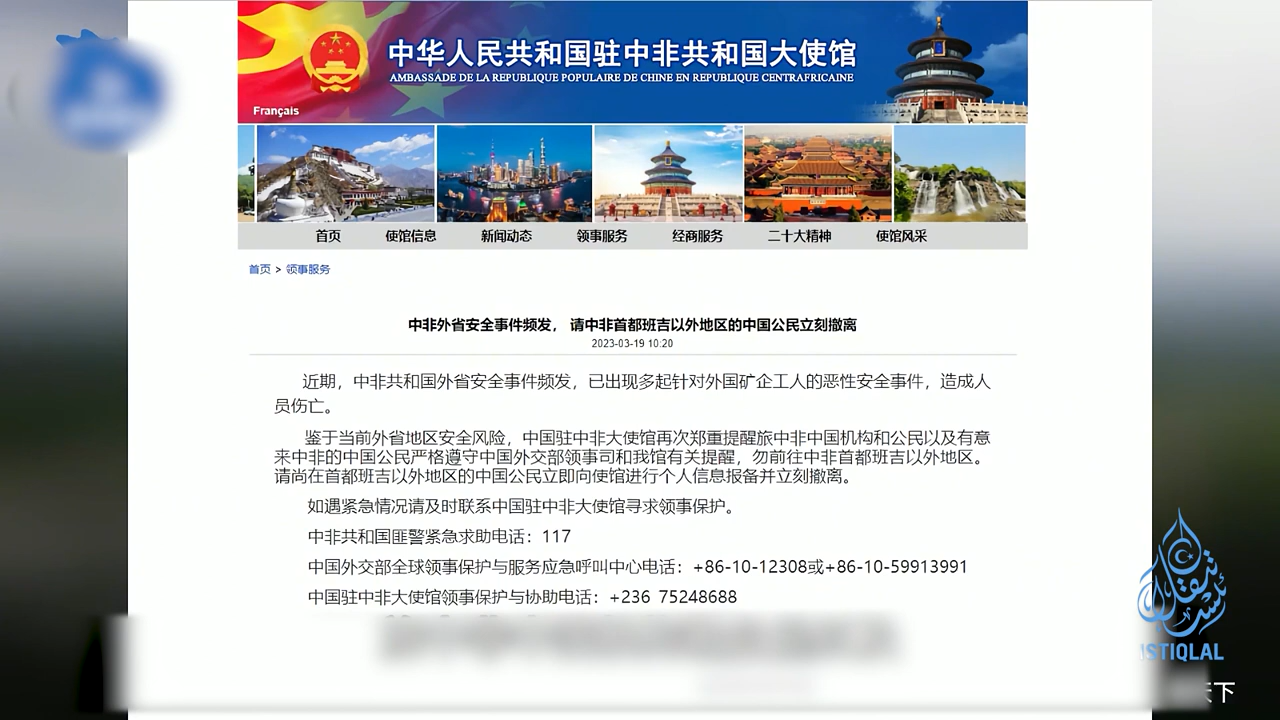 中华人民共和国驻中非共和国大使馆
AMBASSADE DE LA REPUBLIQUE POPULAIRE DE CHINE EN REPUBLIQUE CENTRAFRICAINE
Français
首页 使馆信息 新闻动态 领事服务 经商服务 二十大精神 使馆风采
首页 > 领事服务
中非外省安全事件频发， 请中非首都班吉以外地区的中国公民立刻撤离
2023-03-19 10:20
近期，中非共和国外省安全事件频发，已出现多起针对外国矿企工人的恶性安全事件，造成人
员伤亡。
鉴于当前外省地区安全风险，中国驻中非大使馆再次郑重提醒旅中非中国机构和公民以及有意
来中非的中国公民严格遵守中国外交部领事司和我馆有关提醒，勿前往中非首都班吉以外地区。
请尚在首都班吉以外地区的中国公民立即向使馆进行个人信息报备并立刻撤离。
如遇紧急情况请及时联系中国驻中非大使馆寻求领事保护。
中非共和国匪警紧急求助电话：117
中国外交部全球领事保护与服务应急呼叫中心电话：+86-10-12308或+86-10-59913991
中国驻中非大使馆领事保护与协助电话：+236 75248688
ISTIQLAL
天下